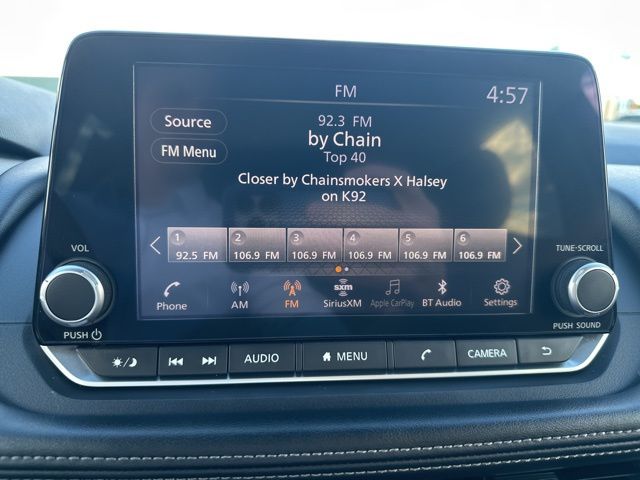 FM
4:57
Source
FM Menu
92.3 FM
by Chain
Top 40
Closer by Chainsmokers X Halsey
on K92
1 2 3 4 5 6
92.5 FM 106.9 FM 106.9 FM 106.9 FM 106.9 FM 106.9 FM
Phone AM FM sxm SiriusXM Apple CarPlay BT Audio Settings
VOL
PUSH
TUNE·SCROLL
PUSH SOUND
AUDIO MENU CAMERA